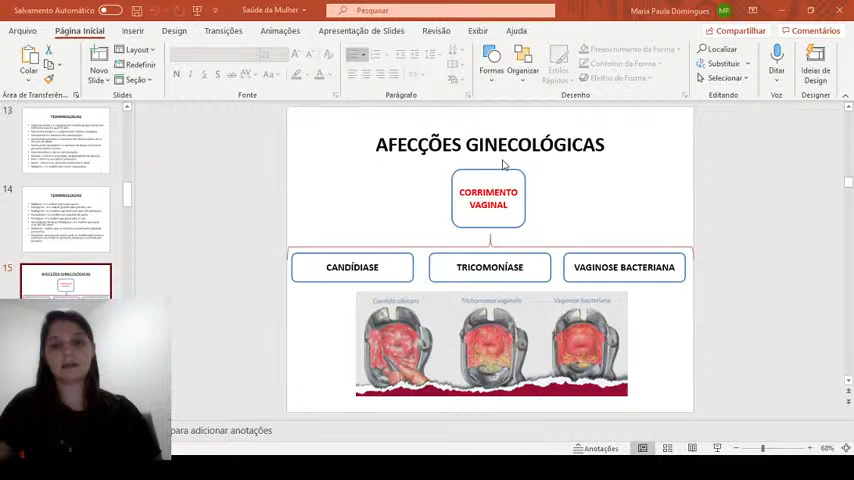 Salvamento Automático
Saúde da Mulher
Pesquisar
Maria Paula Domingues
MP
Arquivo
Página Inicial
Inserir
Design
Transições
Animações
Apresentação de Slides
Revisão
Exibir
Ajuda
Compartilhar
Comentários
Colar
Novo
Slide
Layout
Redefinir
Seção
Formas
Organizar
Estilos
Rápidos
Preenchimento da Forma
Contorno da Forma
Efeitos de Forma
Localizar
Substituir
Selecionar
Ditar
Ideias de
Design
Área de Transferên...
Slides
Fonte
Parágrafo
Desenho
Editando
Voz
Designer
13
TERMINOLOGIAS
14
TERMINOLOGIAS
15
AFECÇÕES GINECOLÓGICAS
AFECÇÕES GINECOLÓGICAS
CORRIMENTO
VAGINAL
CANDÍDIASE
TRICOMONÍASE
VAGINOSE BACTERIANA
Candida albicans
Trichomonas vaginalis
Vaginose bacteriana
para adicionar anotações
Anotações
68%